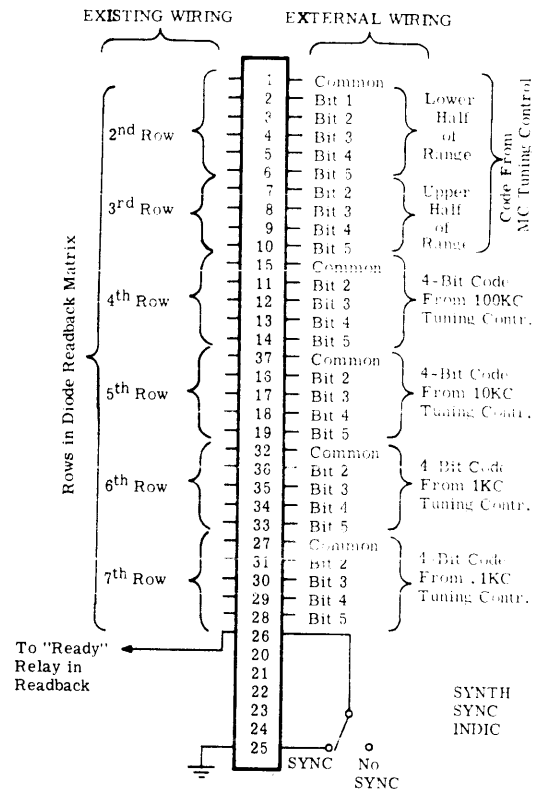 EXISTING WIRING EXTERNAL WIRING
1 Common
2 Bit 1
3 Bit 2
4 Bit 3
5 Bit 4
6 Bit 5
7 Bit 2
8 Bit 3
9 Bit 4
10 Bit 5
15 Common
11 Bit 2
12 Bit 3
13 Bit 4
14 Bit 5
37 Common
16 Bit 2
17 Bit 3
18 Bit 4
19 Bit 5
32 Common
36 Bit 2
35 Bit 3
34 Bit 4
33 Bit 5
27 Common
31 Bit 2
30 Bit 3
29 Bit 4
28 Bit 5
26
20
21
22
23
24
25
Rows in Diode Readback Matrix
2nd Row
3rd Row
4th Row
5th Row
6th Row
7th Row
Lower
Half
of
Range
Upper
Half
of
Range
Code From
MC Tuning Control
4-Bit Code
From 100KC
Tuning Contr.
4-Bit Code
From 10KC
Tuning Contr.
4-Bit Code
From 1KC
Tuning Contr.
4-Bit Code
From .1KC
Tuning Contr.
To "Ready"
Relay in
Readback
SYNC
No
SYNC
SYNTH
SYNC
INDIC